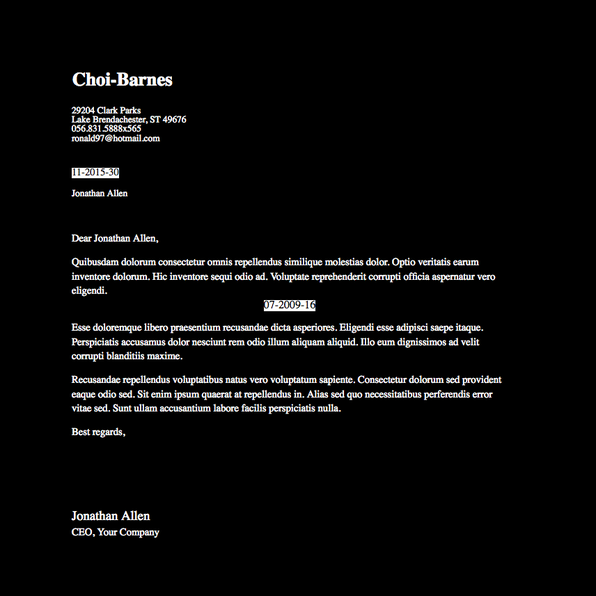 Choi-Barnes
29204 Clark Parks
Lake Brendachester, ST 49676
056.831.5888x565
ronald97@hotmail.com
11-2015-30
Jonathan Allen
Dear Jonathan Allen,
Quibusdam dolorum consectetur omnis repellendus similique molestias dolor. Optio veritatis earum
inventore dolorum. Hic inventore sequi odio ad. Voluptate reprehenderit corrupti officia aspernatur vero
eligendi.
07-2009-16
Esse doloremque libero praesentium recusandae dicta asperiores. Eligendi esse adipisci saepe itaque.
Perspiciatis accusamus dolor nesciunt rem odio illum aliquam aliquid. Illo eum dignissimos ad velit
corrupti blanditiis maxime.
Recusandae repellendus voluptatibus natus vero voluptatum sapiente. Consectetur dolorum sed provident
eaque odio sed. Sit enim ipsum quaerat at repellendus in. Alias sed quo necessitatibus perferendis error
vitae sed. Sunt ullam accusantium labore facilis perspiciatis nulla.
Best regards,
Jonathan Allen
CEO, Your Company